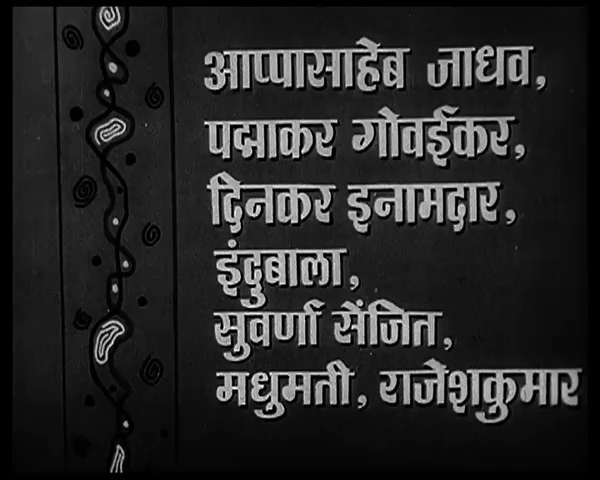 आप्पासाहेब जाधव,
पद्माकर गोवईकर,
दिनकर इनामदार,
इंदुबाला,
सुवर्णा सेंजित,
मधुमती, राजेशकुमार